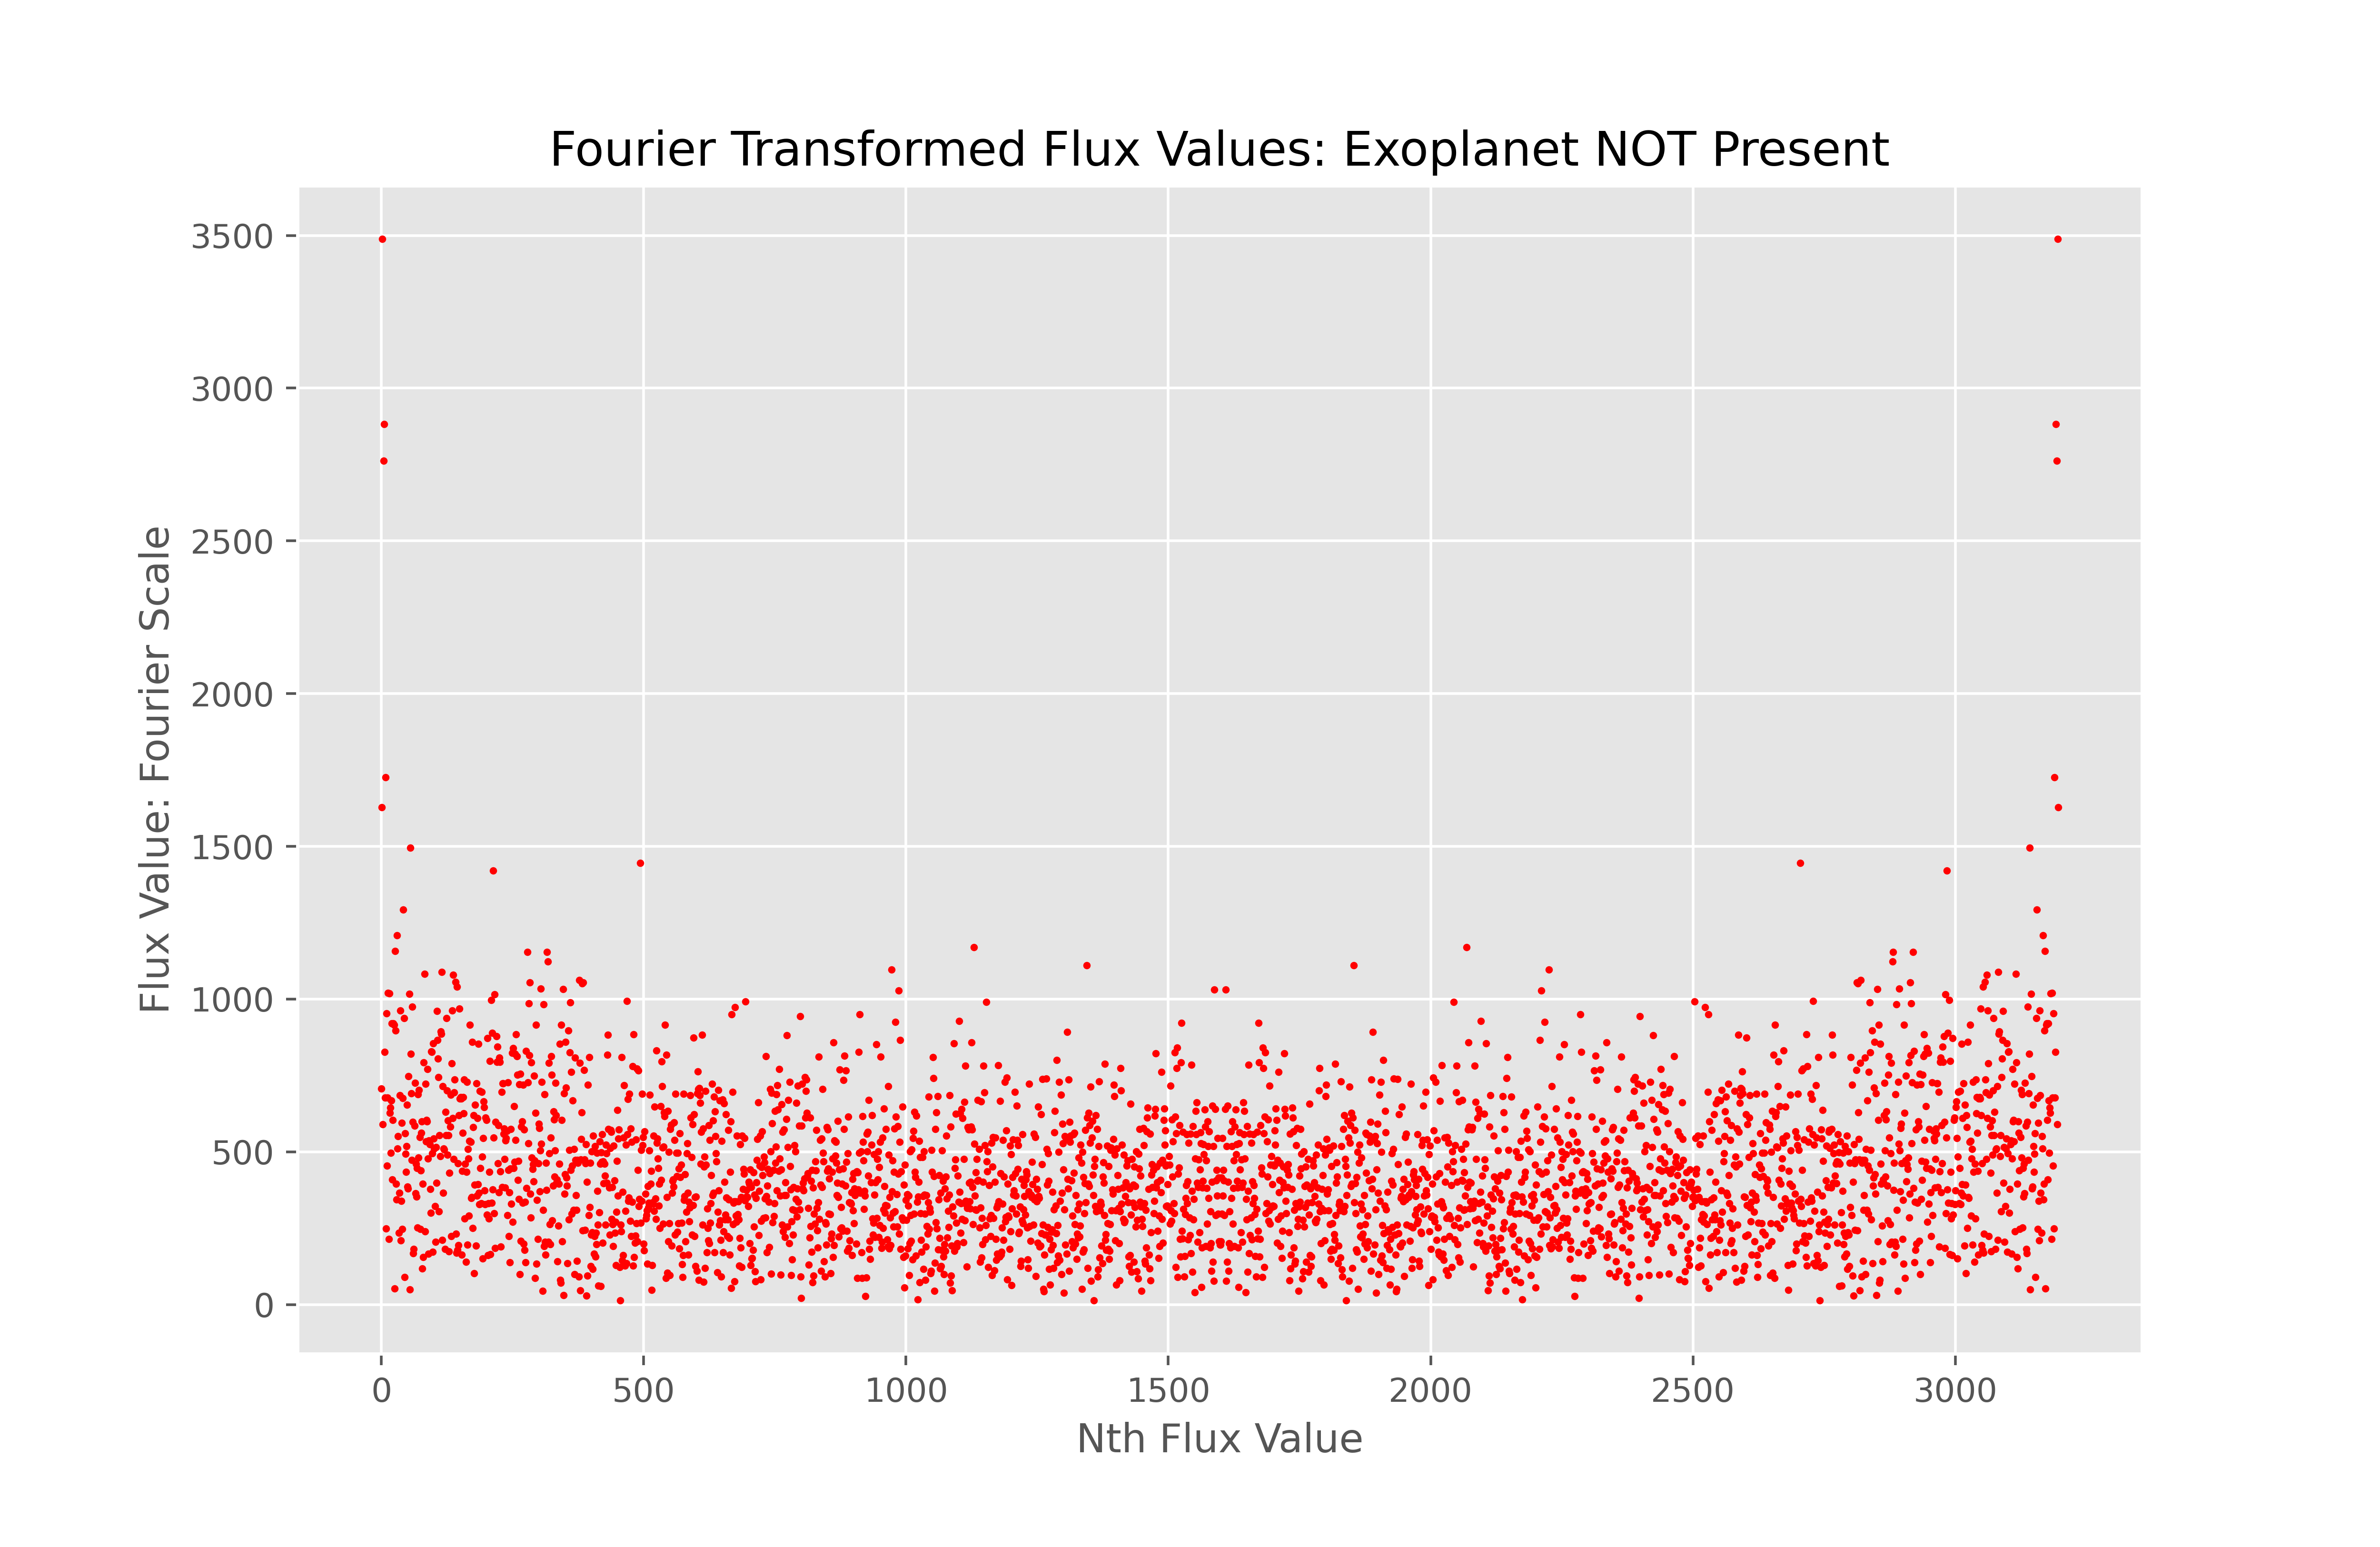 Fourier Transformed Flux Values: Exoplanet NOT Present
Flux Value: Fourier Scale
3500
3000
2500
2000
1500
1000
500
0
0 500 1000 1500 2000 2500 3000
Nth Flux Value